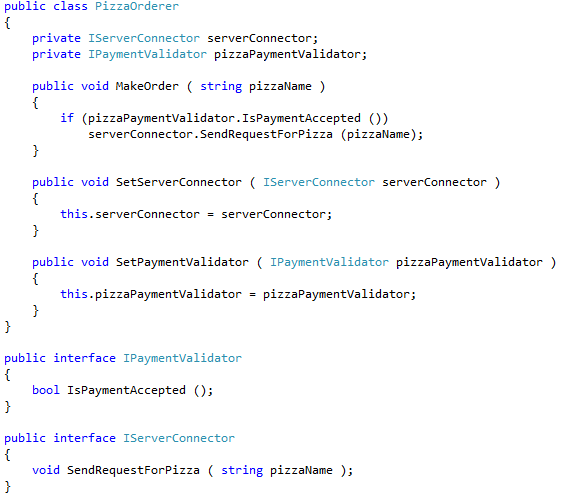 public class PizzaOrderer
{
    private IServerConnector serverConnector;
    private IPaymentValidator pizzaPaymentValidator;

    public void MakeOrder ( string pizzaName )
    {
        if (pizzaPaymentValidator.IsPaymentAccepted ())
            serverConnector.SendRequestForPizza (pizzaName);
    }

    public void SetServerConnector ( IServerConnector serverConnector )
    {
        this.serverConnector = serverConnector;
    }

    public void SetPaymentValidator ( IPaymentValidator pizzaPaymentValidator )
    {
        this.pizzaPaymentValidator = pizzaPaymentValidator;
    }
}

public interface IPaymentValidator
{
    bool IsPaymentAccepted ();
}

public interface IServerConnector
{
    void SendRequestForPizza ( string pizzaName );
}